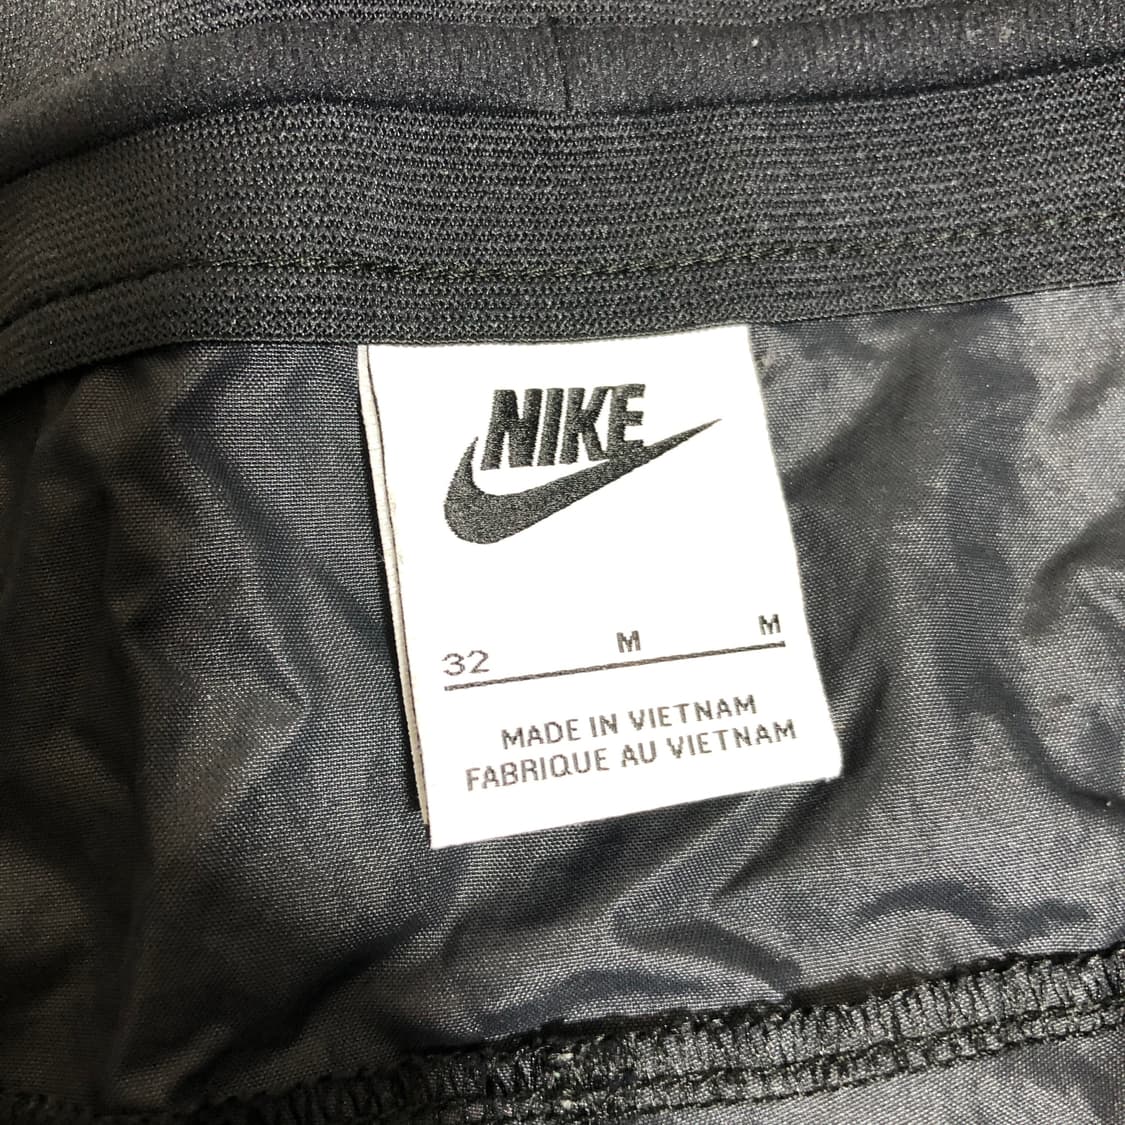 NIKE
32 M M
MADE IN VIETNAM
FABRIQUE AU VIETNAM